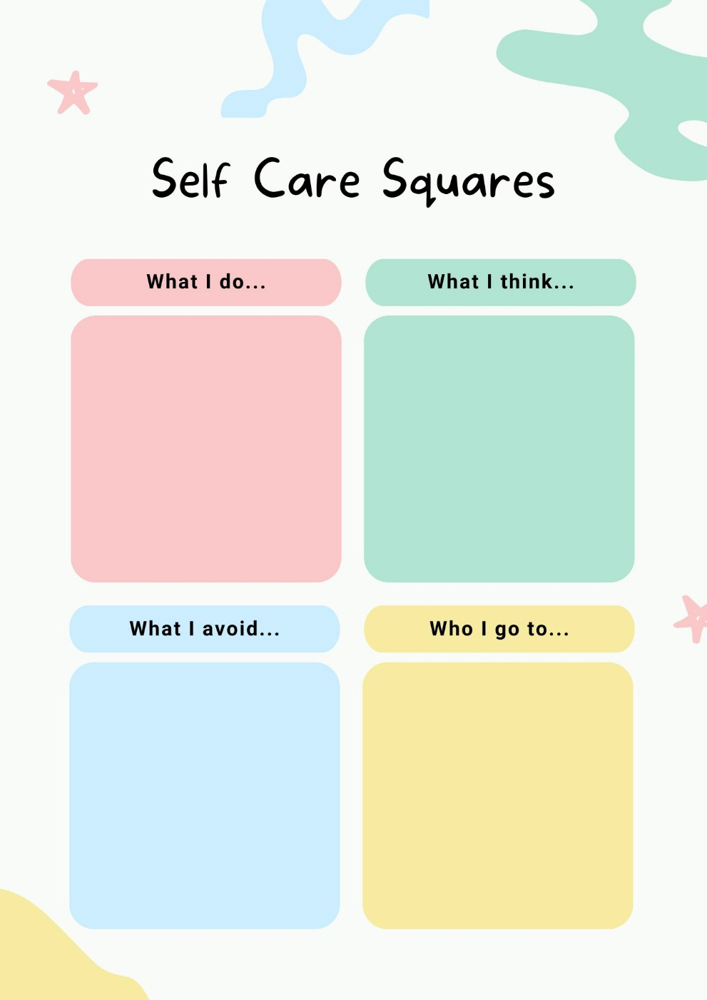 Self Care Squares
What I do...
What I think...
What I avoid...
Who I go to...